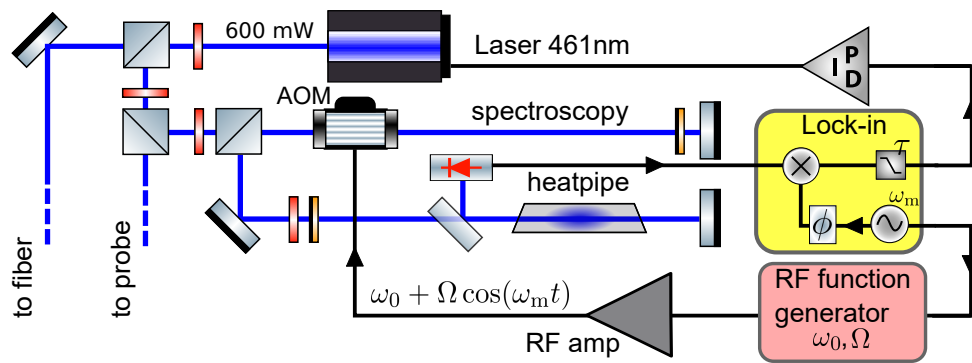 600 mW
Laser 461nm
P
I
D
AOM
spectroscopy
Lock-in
τ
heatpipe
ω_m
ϕ
to fiber
to probe
ω_0 + Ω cos(ω_m t)
RF amp
RF function
generator
ω_0, Ω